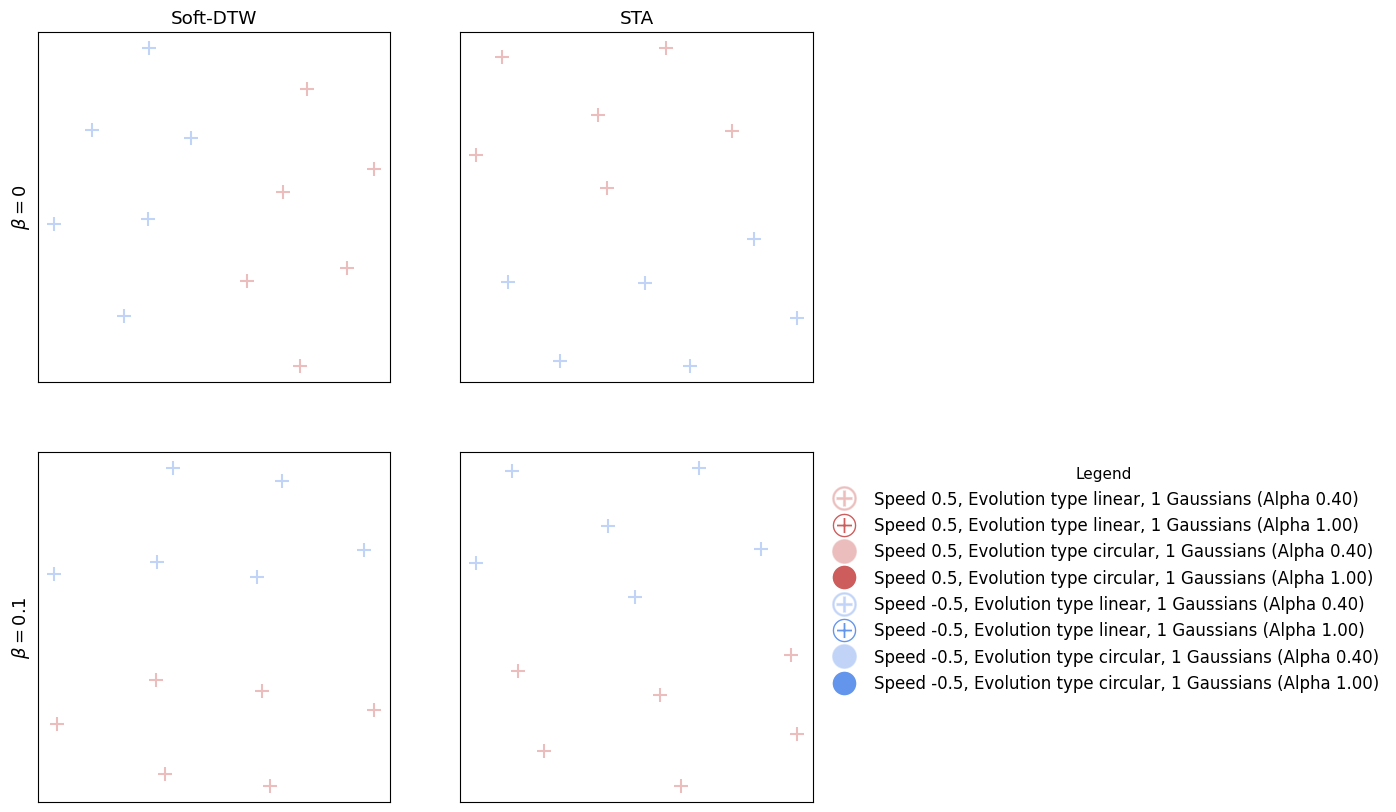 Soft-DTW
STA
β = 0
β = 0.1
Legend
Speed 0.5, Evolution type linear, 1 Gaussians (Alpha 0.40)
Speed 0.5, Evolution type linear, 1 Gaussians (Alpha 1.00)
Speed 0.5, Evolution type circular, 1 Gaussians (Alpha 0.40)
Speed 0.5, Evolution type circular, 1 Gaussians (Alpha 1.00)
Speed -0.5, Evolution type linear, 1 Gaussians (Alpha 0.40)
Speed -0.5, Evolution type linear, 1 Gaussians (Alpha 1.00)
Speed -0.5, Evolution type circular, 1 Gaussians (Alpha 0.40)
Speed -0.5, Evolution type circular, 1 Gaussians (Alpha 1.00)